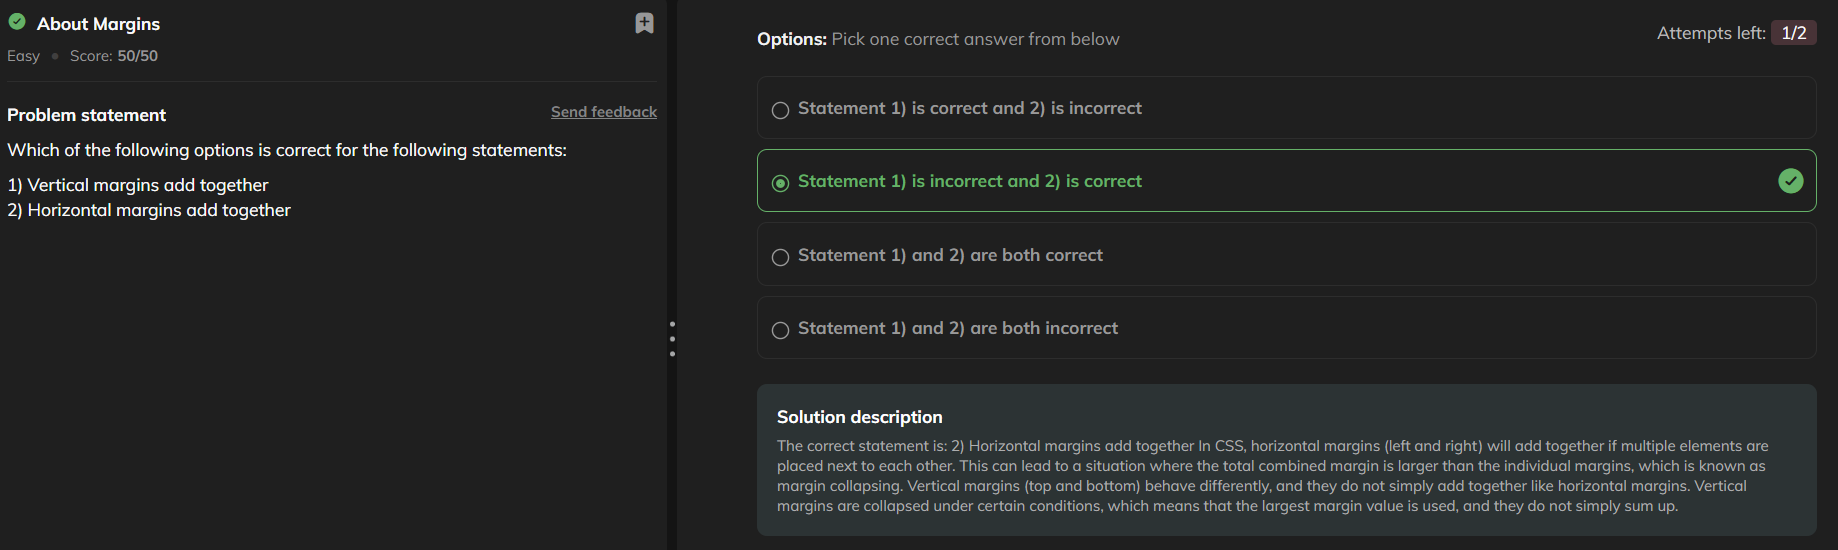 About Margins
Easy • Score: 50/50
Problem statement
Send feedback
Which of the following options is correct for the following statements:
1) Vertical margins add together
2) Horizontal margins add together
Options: Pick one correct answer from below
Attempts left: 1/2
Statement 1) is correct and 2) is incorrect
Statement 1) is incorrect and 2) is correct
Statement 1) and 2) are both correct
Statement 1) and 2) are both incorrect
Solution description
The correct statement is: 2) Horizontal margins add together In CSS, horizontal margins (left and right) will add together if multiple elements are
placed next to each other. This can lead to a situation where the total combined margin is larger than the individual margins, which is known as
margin collapsing. Vertical margins (top and bottom) behave differently, and they do not simply add together like horizontal margins. Vertical
margins are collapsed under certain conditions, which means that the largest margin value is used, and they do not simply sum up.